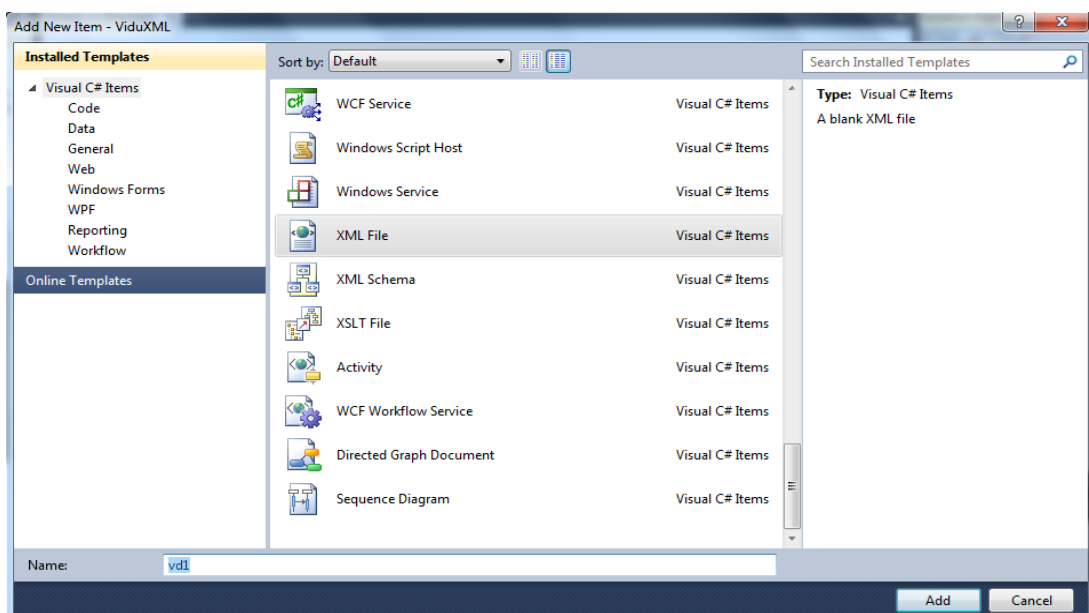 Add New Item - ViduXML
Installed Templates
Visual C# Items
Code
Data
General
Web
Windows Forms
WPF
Reporting
Workflow
Online Templates
Sort by: Default
WCF Service Visual C# Items
Windows Script Host Visual C# Items
Windows Service Visual C# Items
XML File Visual C# Items
XML Schema Visual C# Items
XSLT File Visual C# Items
Activity Visual C# Items
WCF Workflow Service Visual C# Items
Directed Graph Document Visual C# Items
Sequence Diagram Visual C# Items
Search Installed Templates
Type: Visual C# Items
A blank XML file
Name: vd1
Add Cancel